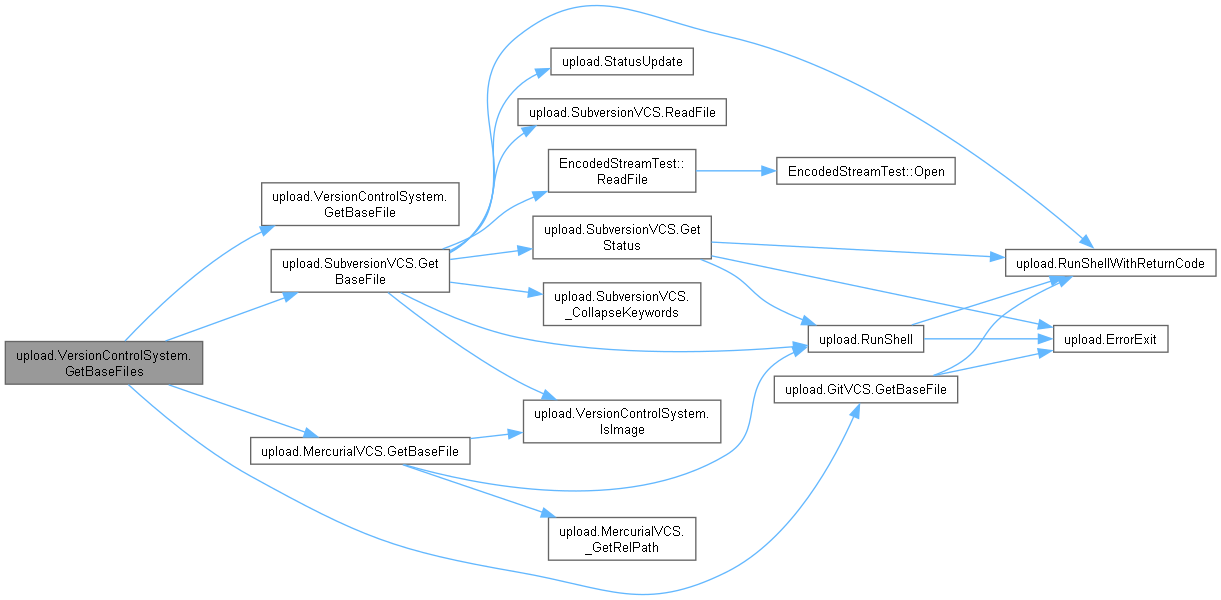 upload.VersionControlSystem.
GetBaseFiles
upload.VersionControlSystem.
GetBaseFile
upload.SubversionVCS.Get
BaseFile
upload.MercurialVCS.GetBaseFile
upload.StatusUpdate
upload.SubversionVCS.ReadFile
EncodedStreamTest::
ReadFile
upload.SubversionVCS.Get
Status
upload.SubversionVCS.
_CollapseKeywords
upload.VersionControlSystem.
IsImage
upload.MercurialVCS.
_GetRelPath
EncodedStreamTest::Open
upload.RunShell
upload.GitVCS.GetBaseFile
upload.RunShellWithReturnCode
upload.ErrorExit